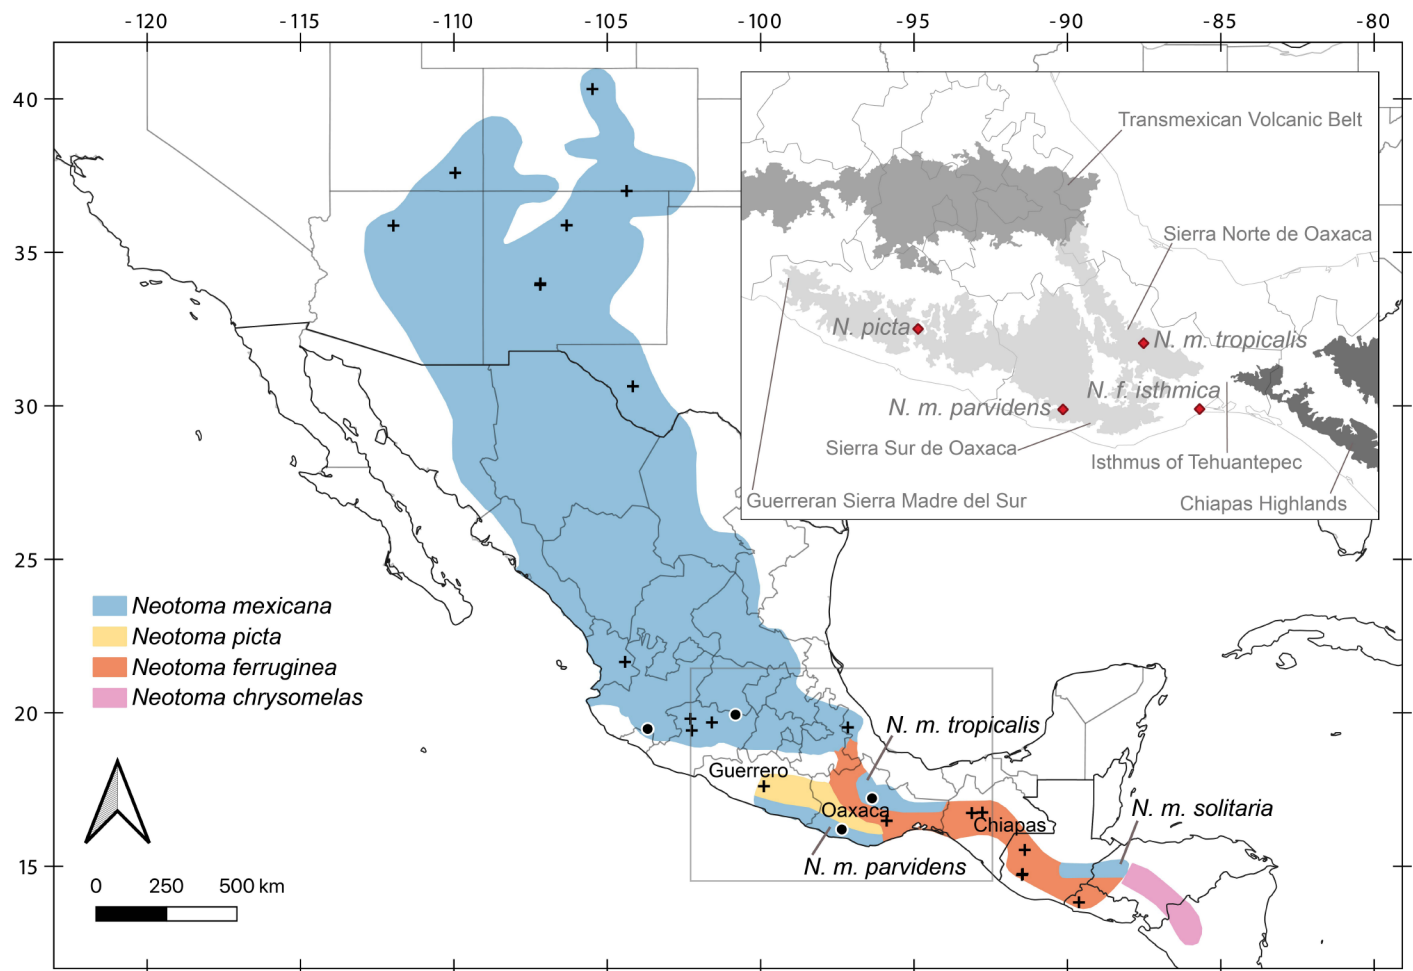 -120 -115 -110 -105 -100 -95 -90 -85 -80
40
35
30
25
20
15
Transmexican Volcanic Belt
Sierra Norte de Oaxaca
N. picta
N. m. tropicalis
N. f. isthmica
N. m. parvidens
Sierra Sur de Oaxaca
Isthmus of Tehuantepec
Guerreran Sierra Madre del Sur
Chiapas Highlands
Neotoma mexicana
Neotoma picta
Neotoma ferruginea
Neotoma chrysomelas
N. m. tropicalis
Guerrero
Oaxaca
Chiapas
N. m. solitaria
N. m. parvidens
0 250 500 km